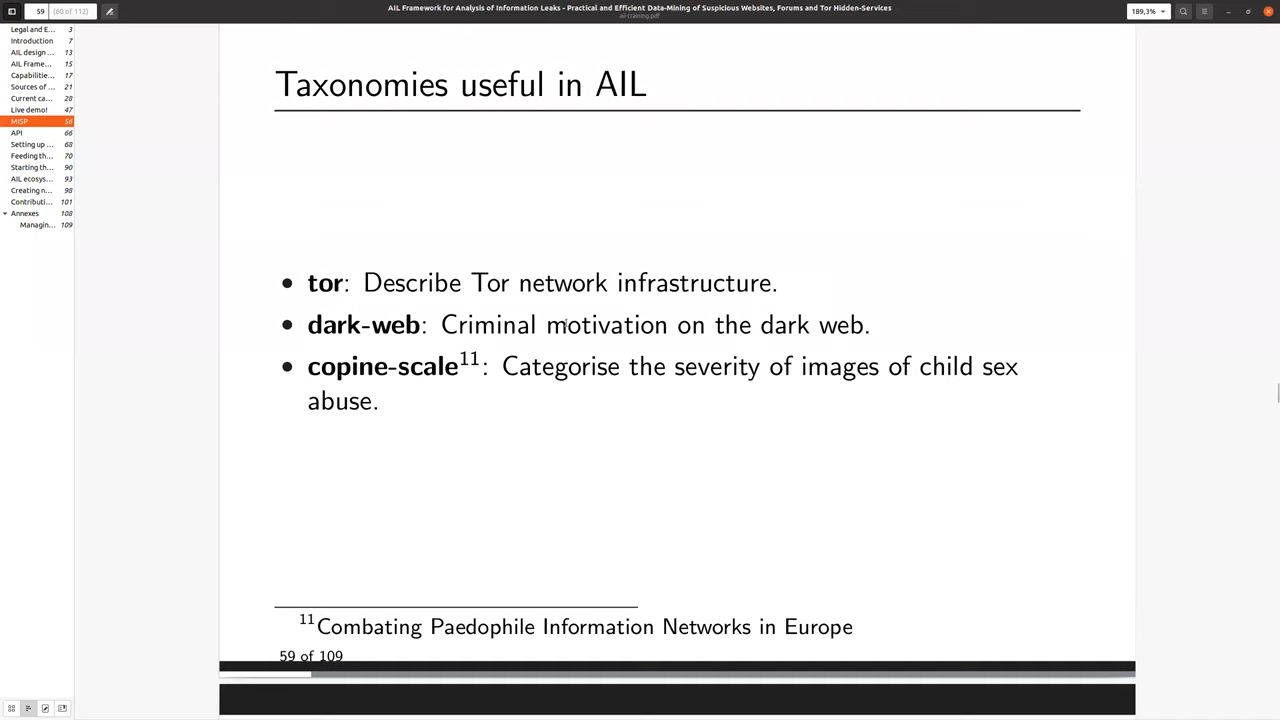 59 (60 of 112)
AIL Framework for Analysis of Information Leaks - Practical and Efficient Data-Mining of Suspicious Websites, Forums and Tor Hidden-Services
ail-training.pdf
189,3%
Legal and E... 3
Introduction 7
AIL design ... 13
AIL Frame... 15
Capabilitie... 17
Sources of ... 21
Current ca... 28
Live demo! 47
MISP 56
API 66
Setting up ... 68
Feeding th... 70
Starting th... 90
AIL ecosys... 93
Creating n... 98
Contributi... 101
Annexes 108
Managin... 109
Taxonomies useful in AIL
• tor: Describe Tor network infrastructure.
• dark-web: Criminal motivation on the dark web.
• copine-scale11: Categorise the severity of images of child sex
abuse.
11Combating Paedophile Information Networks in Europe
59 of 109